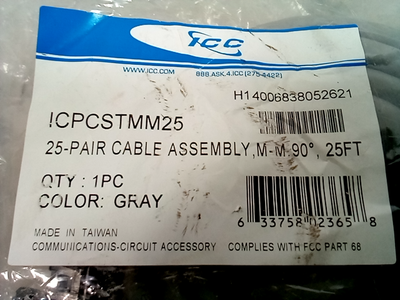 ICC
WWW.ICC.COM 888.ASK.4.ICC (275-4422)
H14006838052621
ICPCSTMM25
25-PAIR CABLE ASSEMBLY,M-M 90°, 25FT
QTY : 1PC
COLOR: GRAY
6 33758 02365 8
MADE IN TAIWAN
COMMUNICATIONS-CIRCUIT ACCESSORY COMPLIES WITH FCC PART 68